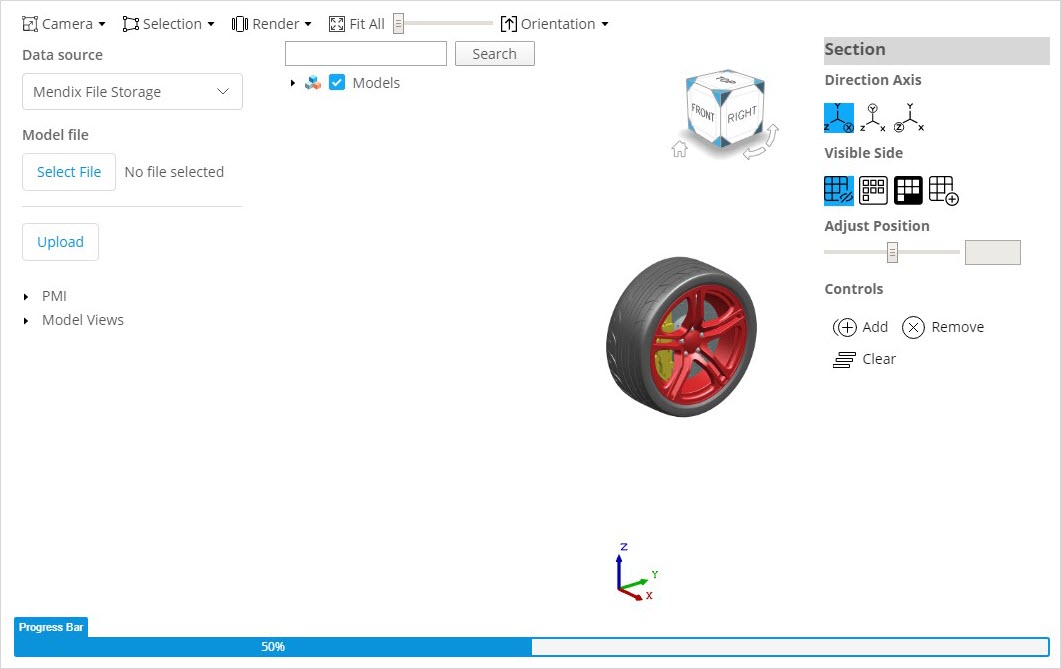 Camera Selection Render Fit All Orientation
Data source
Mendix File Storage
Model file
Select File No file selected
Upload
PMI
Model Views
Search
Models
TOP
FRONT RIGHT
Section
Direction Axis
Y Z X
Y Z X
Y Z X
Visible Side
Adjust Position
Controls
Add Remove
Clear
Z
Y
X
Progress Bar
50%